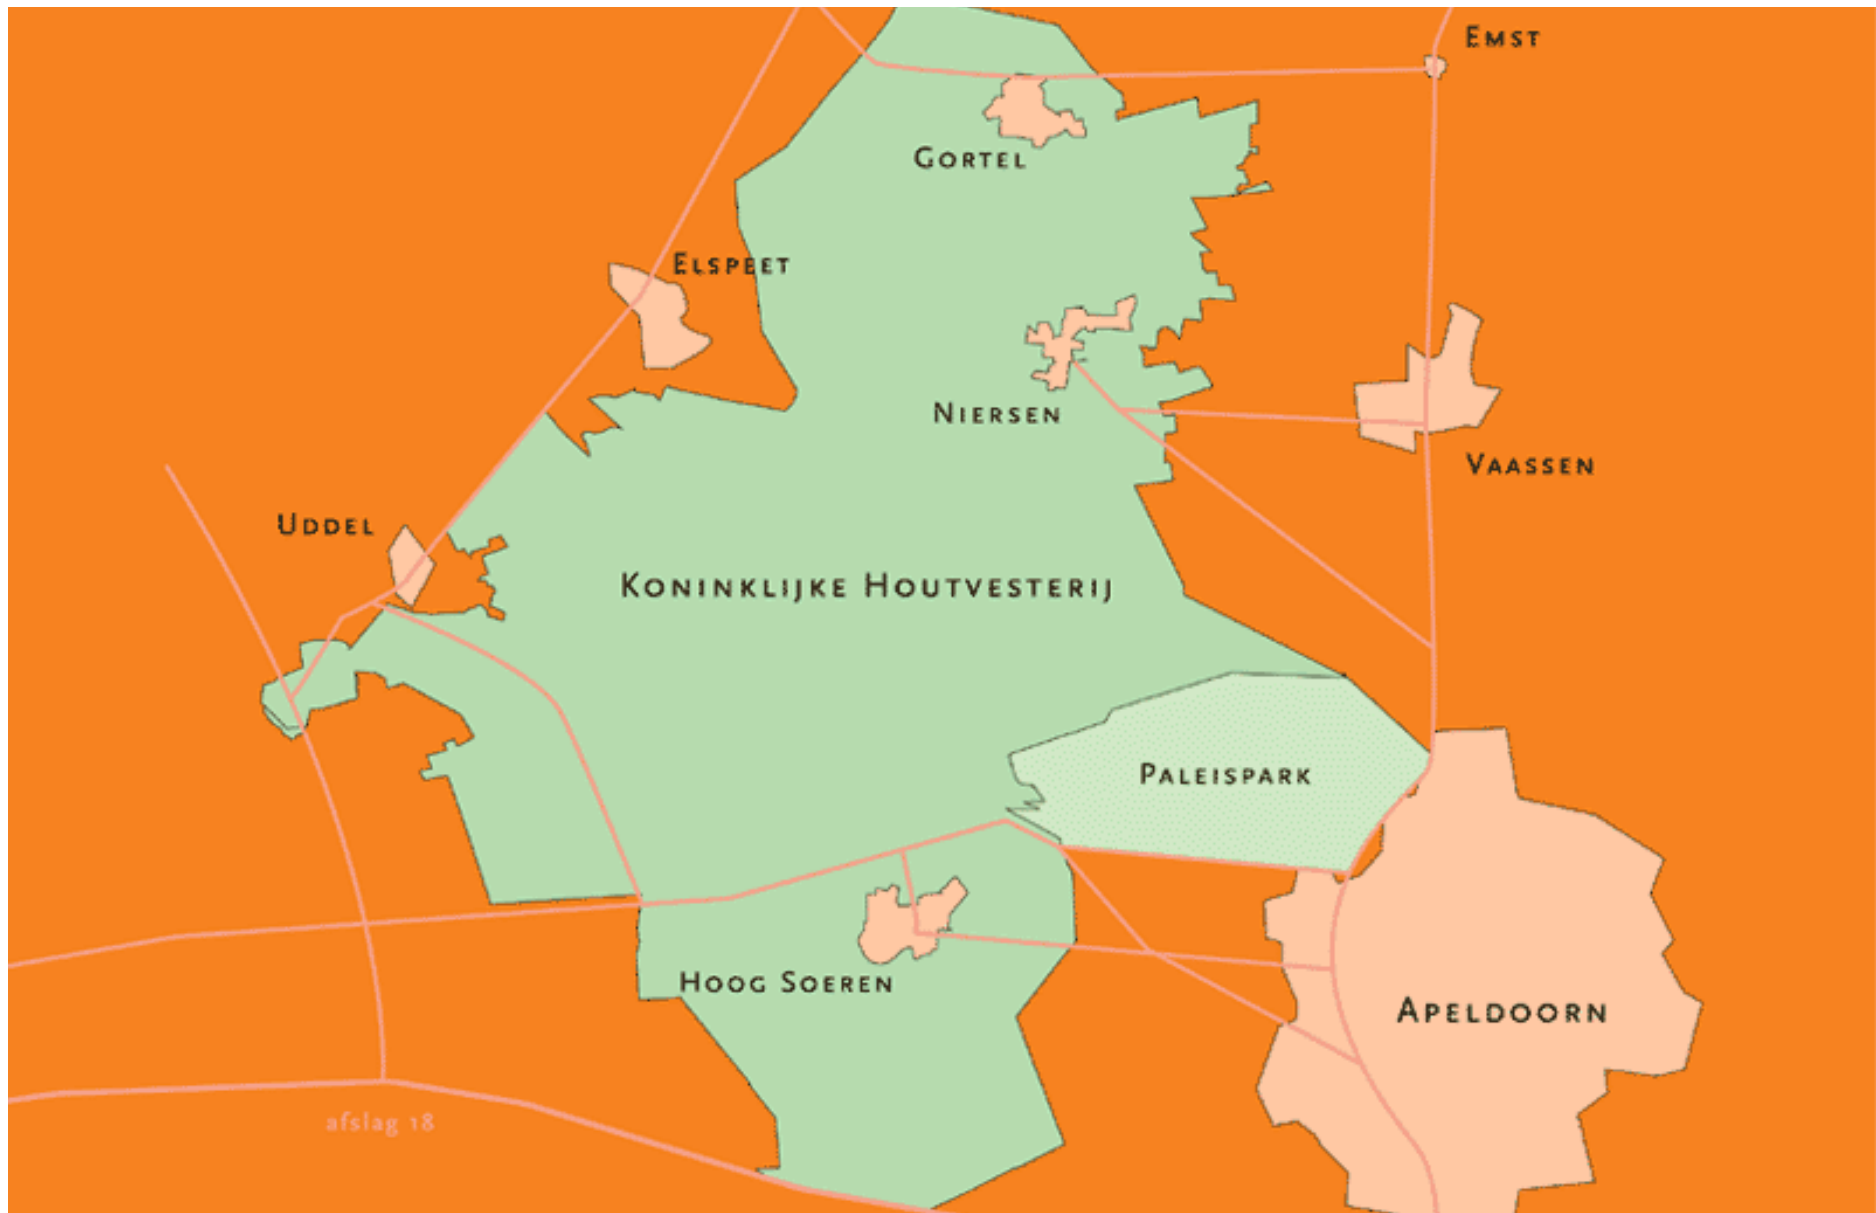 EMST
GORTEL
ELSPEET
NIERSEN
VAASSEN
UDDEL
KONINKLIJKE HOUTVESTERIJ
PALEISPARK
HOOG SOEREN
APELDOORN
afslag 18